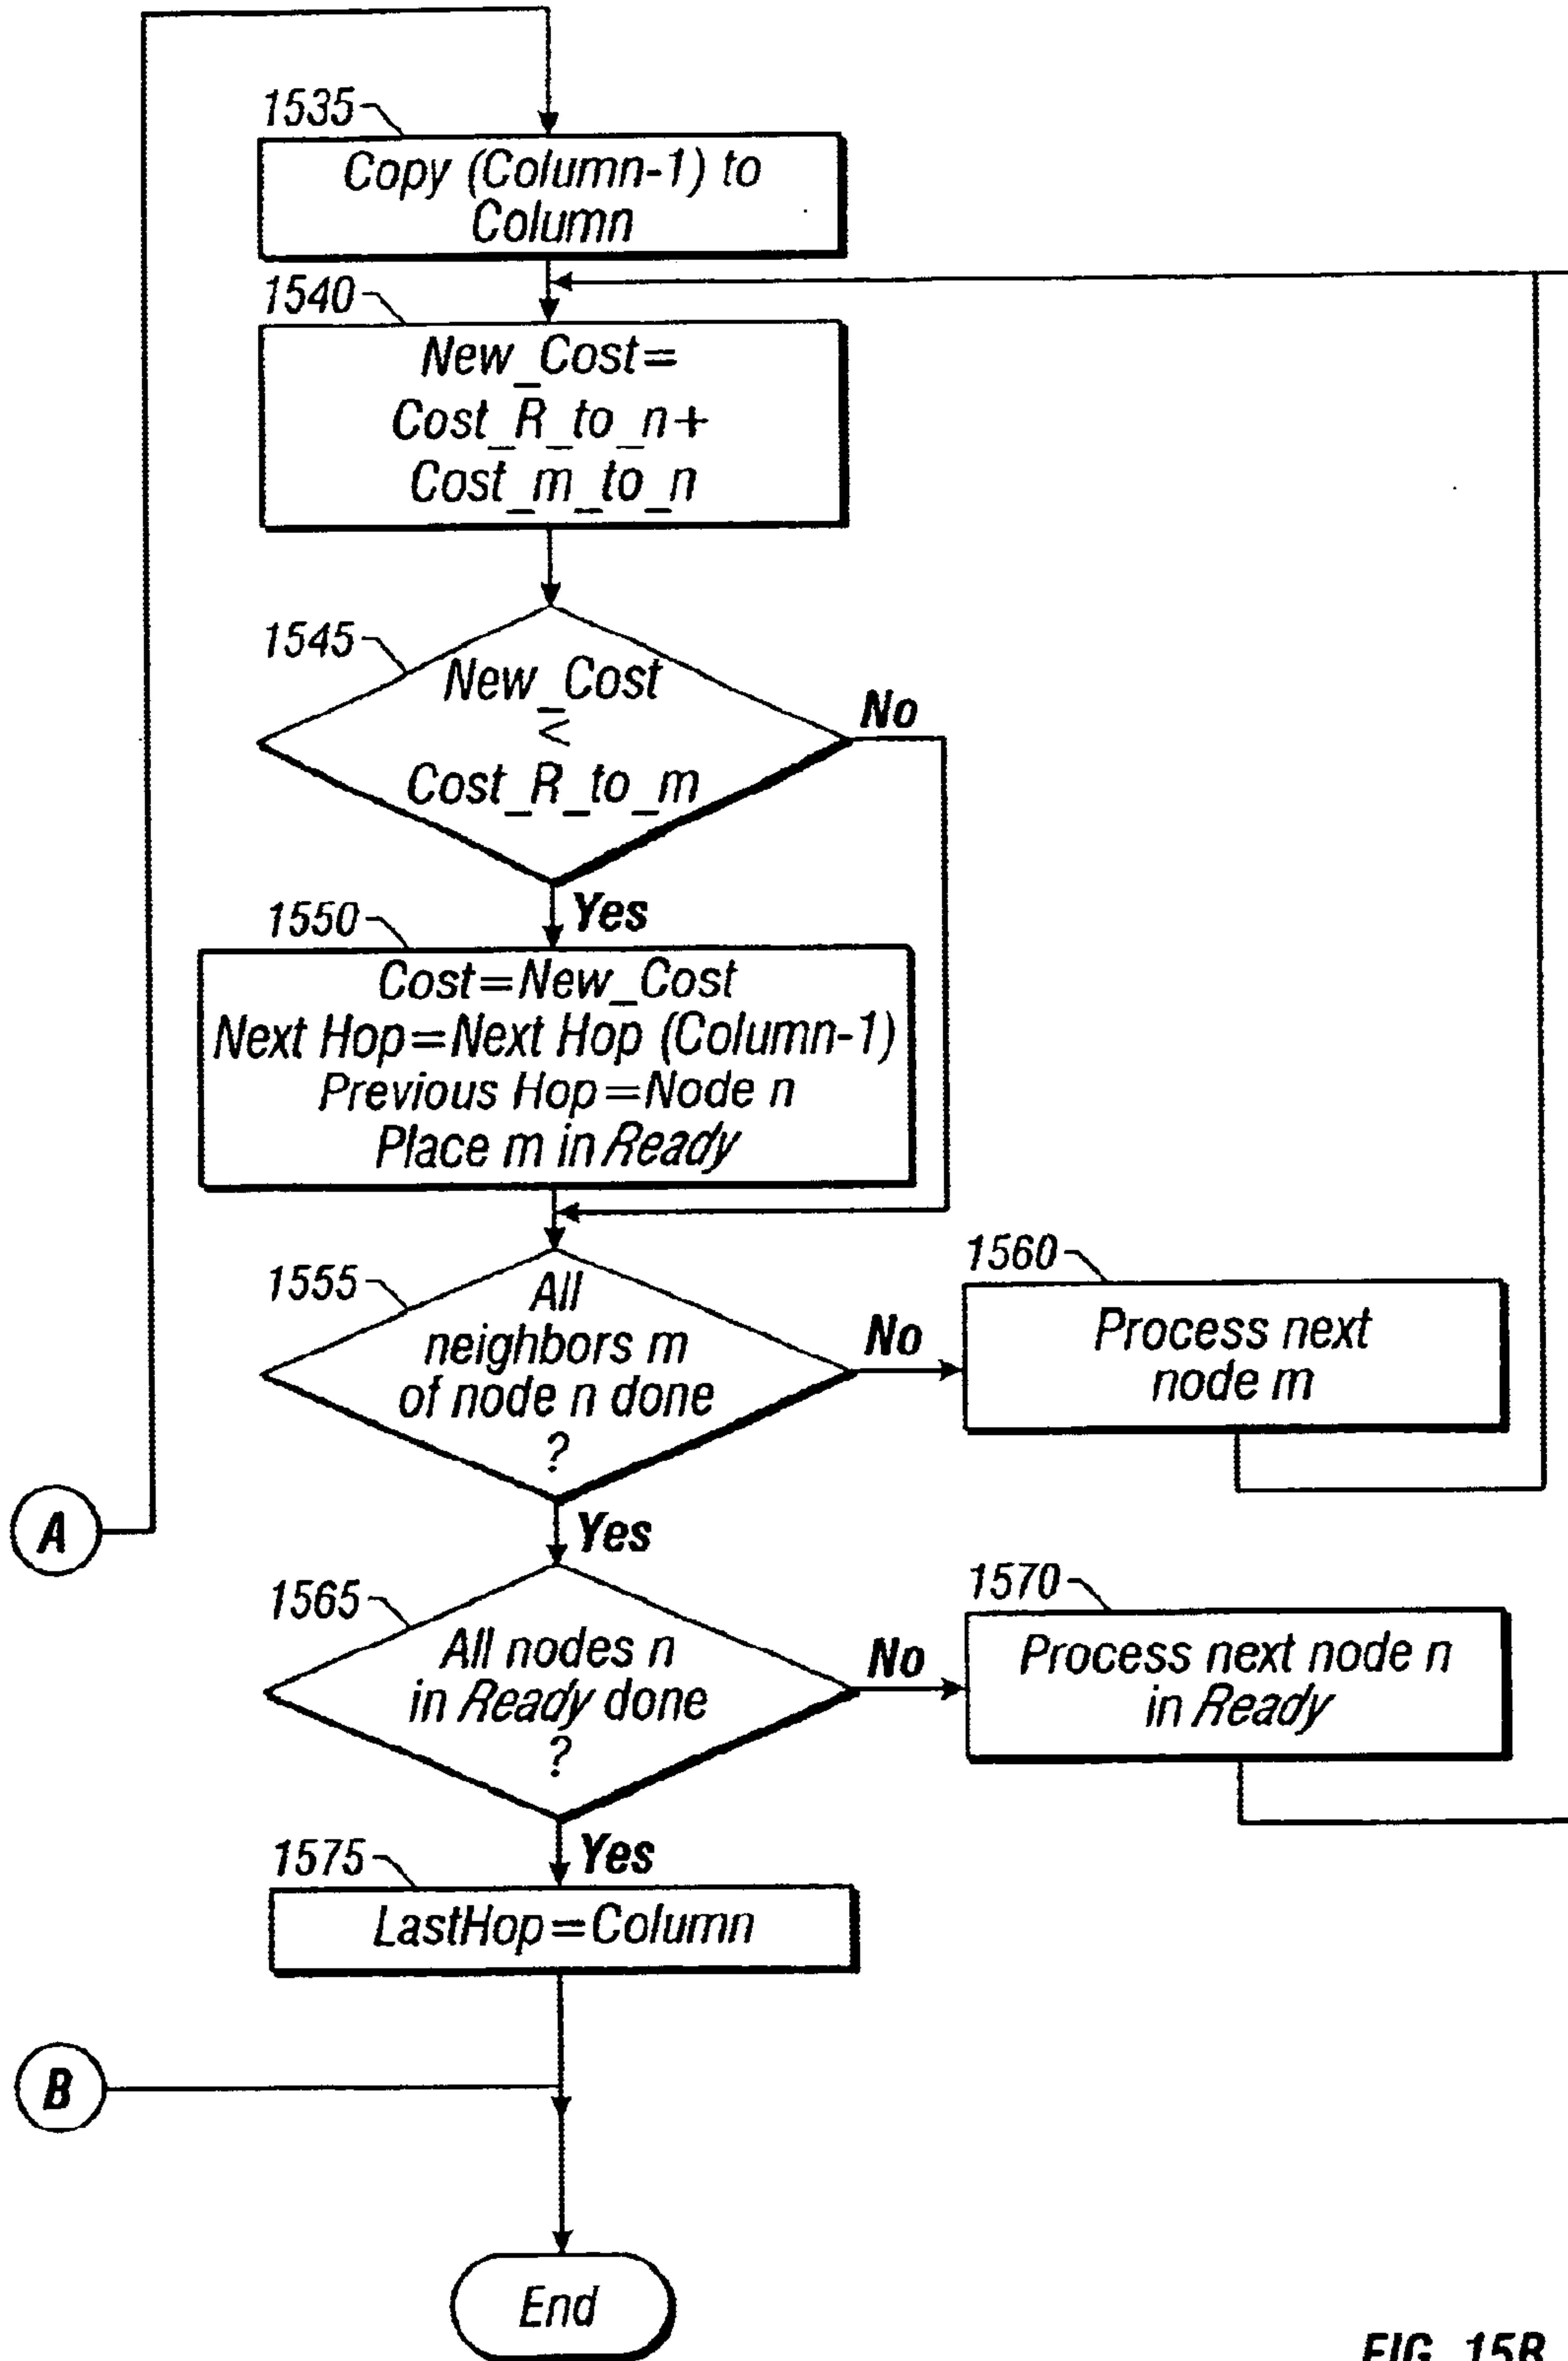 1535
Copy (Column-1) to
Column
1540
New_Cost=
Cost_R_to_n+
Cost_m_to_n
1545
New_Cost
<
Cost_R_to_m
No
Yes
1550
Cost=New_Cost
Next Hop=Next Hop (Column-1)
Previous Hop=Node n
Place m in Ready
1555
All
neighbors m
of node n done
?
No
1560
Process next
node m
A
Yes
1565
All nodes n
in Ready done
?
No
1570
Process next node n
in Ready
Yes
1575
LastHop=Column
B
End
FIG. 15B